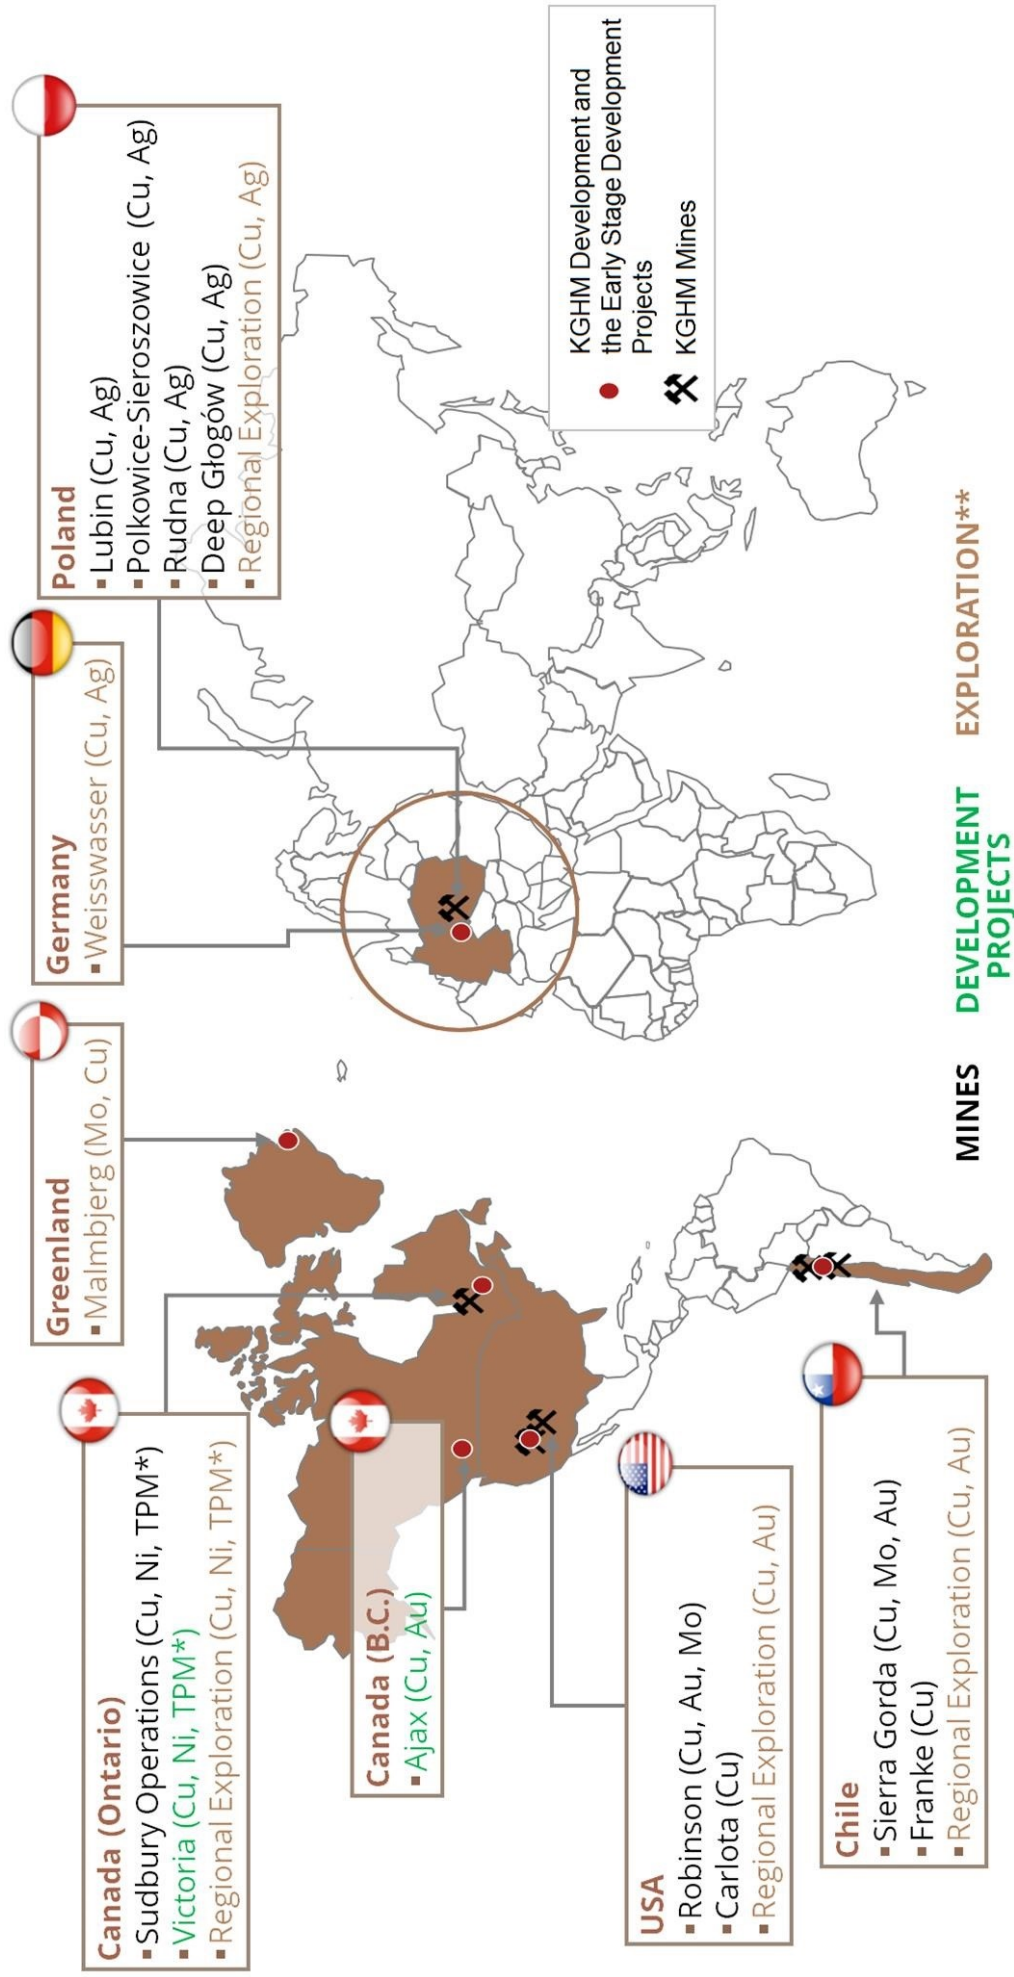 Canada (Ontario)
▪ Sudbury Operations (Cu, Ni, TPM*)
▪ Victoria (Cu, Ni, TPM*)
▪ Regional Exploration (Cu, Ni, TPM*)
Greenland
▪ Malmbjerg (Mo, Cu)
Germany
▪ Weisswasser (Cu, Ag)
Poland
▪ Lubin (Cu, Ag)
▪ Polkowice-Sieroszowice (Cu, Ag)
▪ Rudna (Cu, Ag)
▪ Deep Głogów (Cu, Ag)
▪ Regional Exploration (Cu, Ag)
Canada (B.C.)
▪ Ajax (Cu, Au)
USA
▪ Robinson (Cu, Au, Mo)
▪ Carlota (Cu)
▪ Regional Exploration (Cu, Au)
Chile
▪ Sierra Gorda (Cu, Mo, Au)
▪ Franke (Cu)
▪ Regional Exploration (Cu, Au)
KGHM Development and
the Early Stage Development
Projects
KGHM Mines
MINES
DEVELOPMENT
PROJECTS
EXPLORATION**